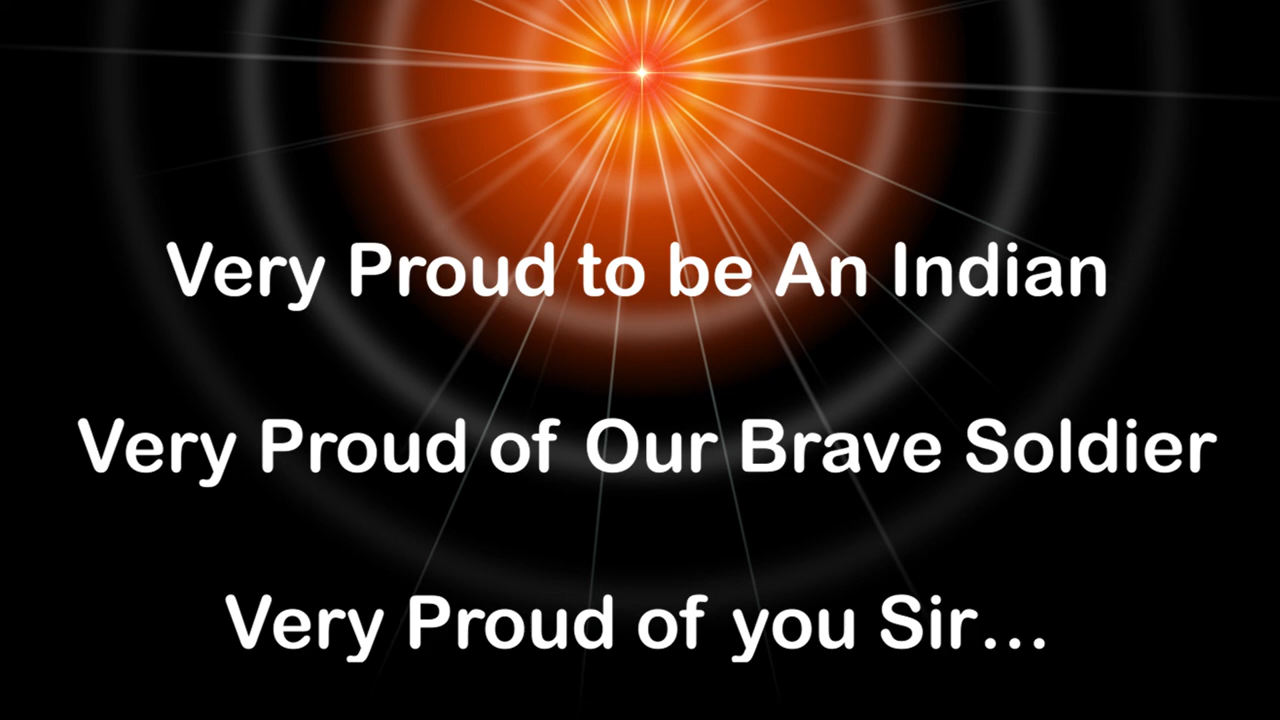 Very Proud to be An Indian
Very Proud of Our Brave Soldier
Very Proud of you Sir...